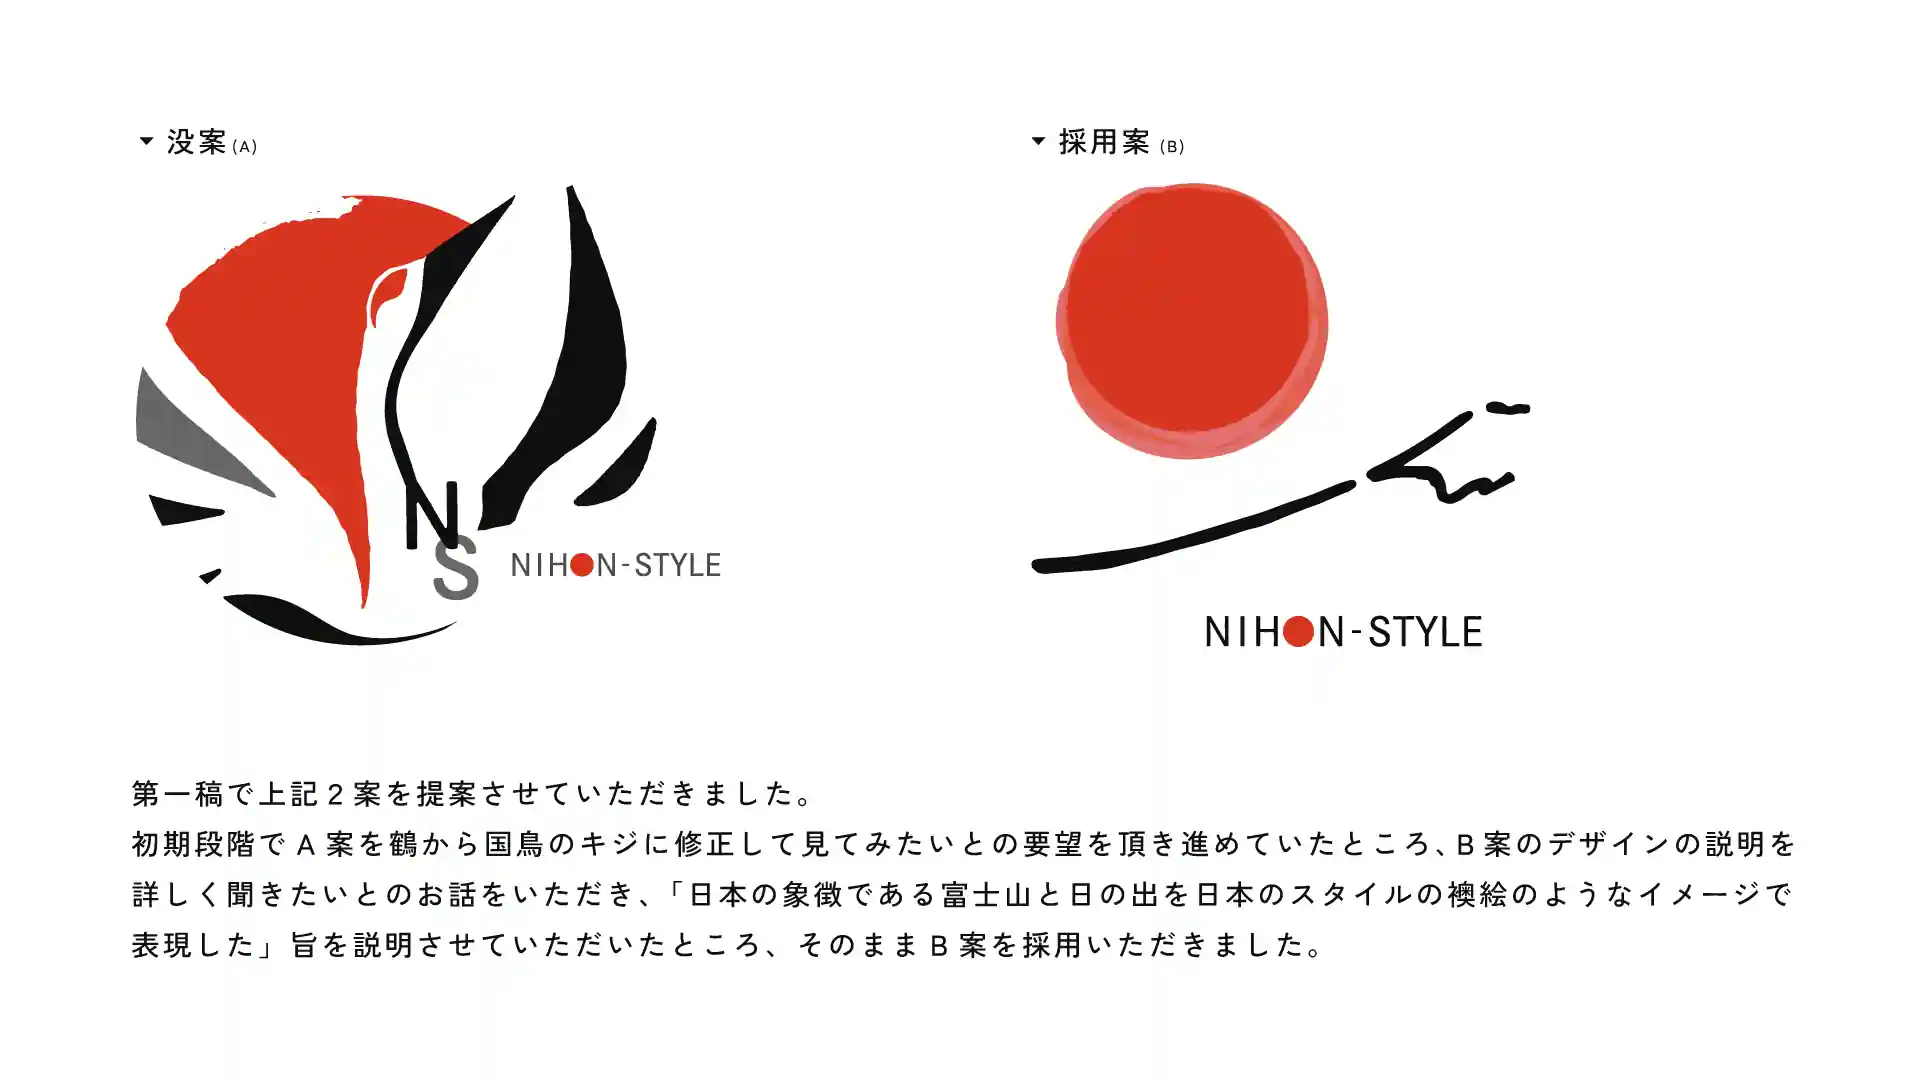 ▼ 没案(A)
NS
NIHON-STYLE
▼ 採用案(B)
NIHON-STYLE
第一稿で上記2案を提案させていただきました。
初期段階でA案を鶴から国鳥のキジに修正して見てみたいとの要望を頂き進めていたところ、B案のデザインの説明を
詳しく聞きたいとのお話をいただき、「日本の象徴である富士山と日の出を日本のスタイルの襖絵のようなイメージで
表現した」旨を説明させていただいたところ、そのままB案を採用いただきました。